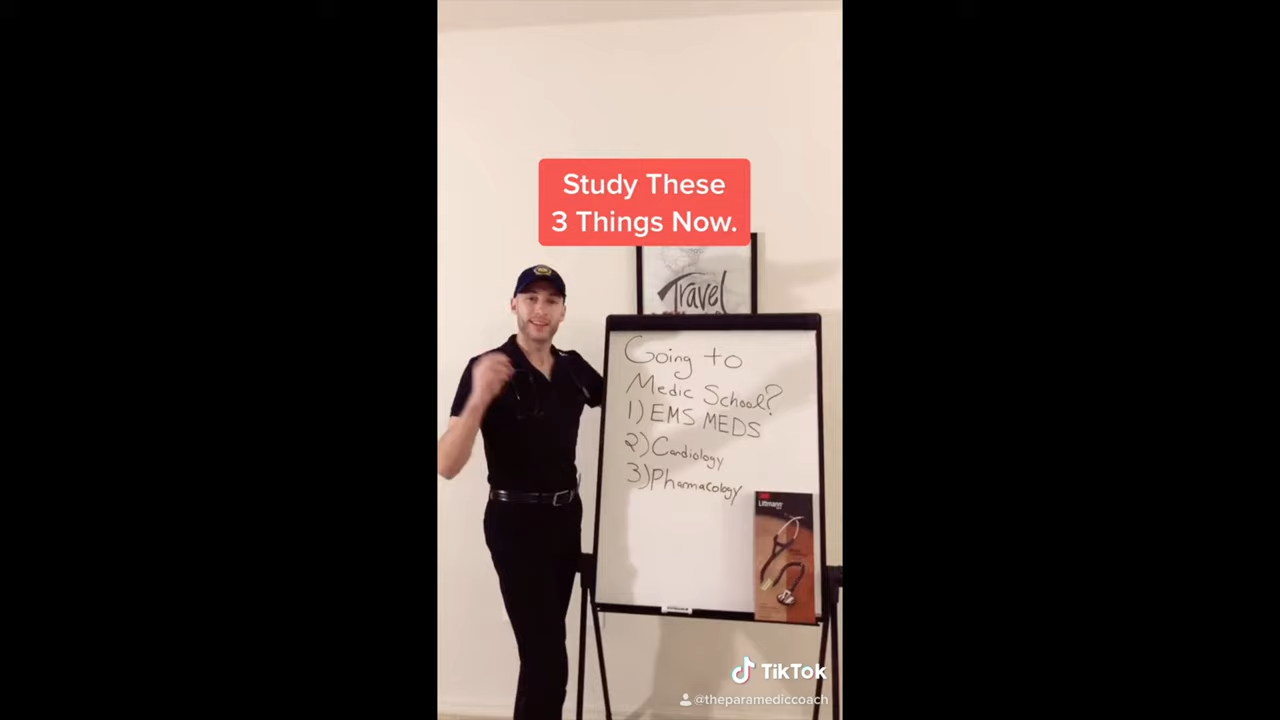 Study These
3 Things Now.
Travel
Going to
Medic School?
1) EMS MEDS
2) Cardiology
3) Pharmacology
Littmann
TikTok
@theparamediccoach